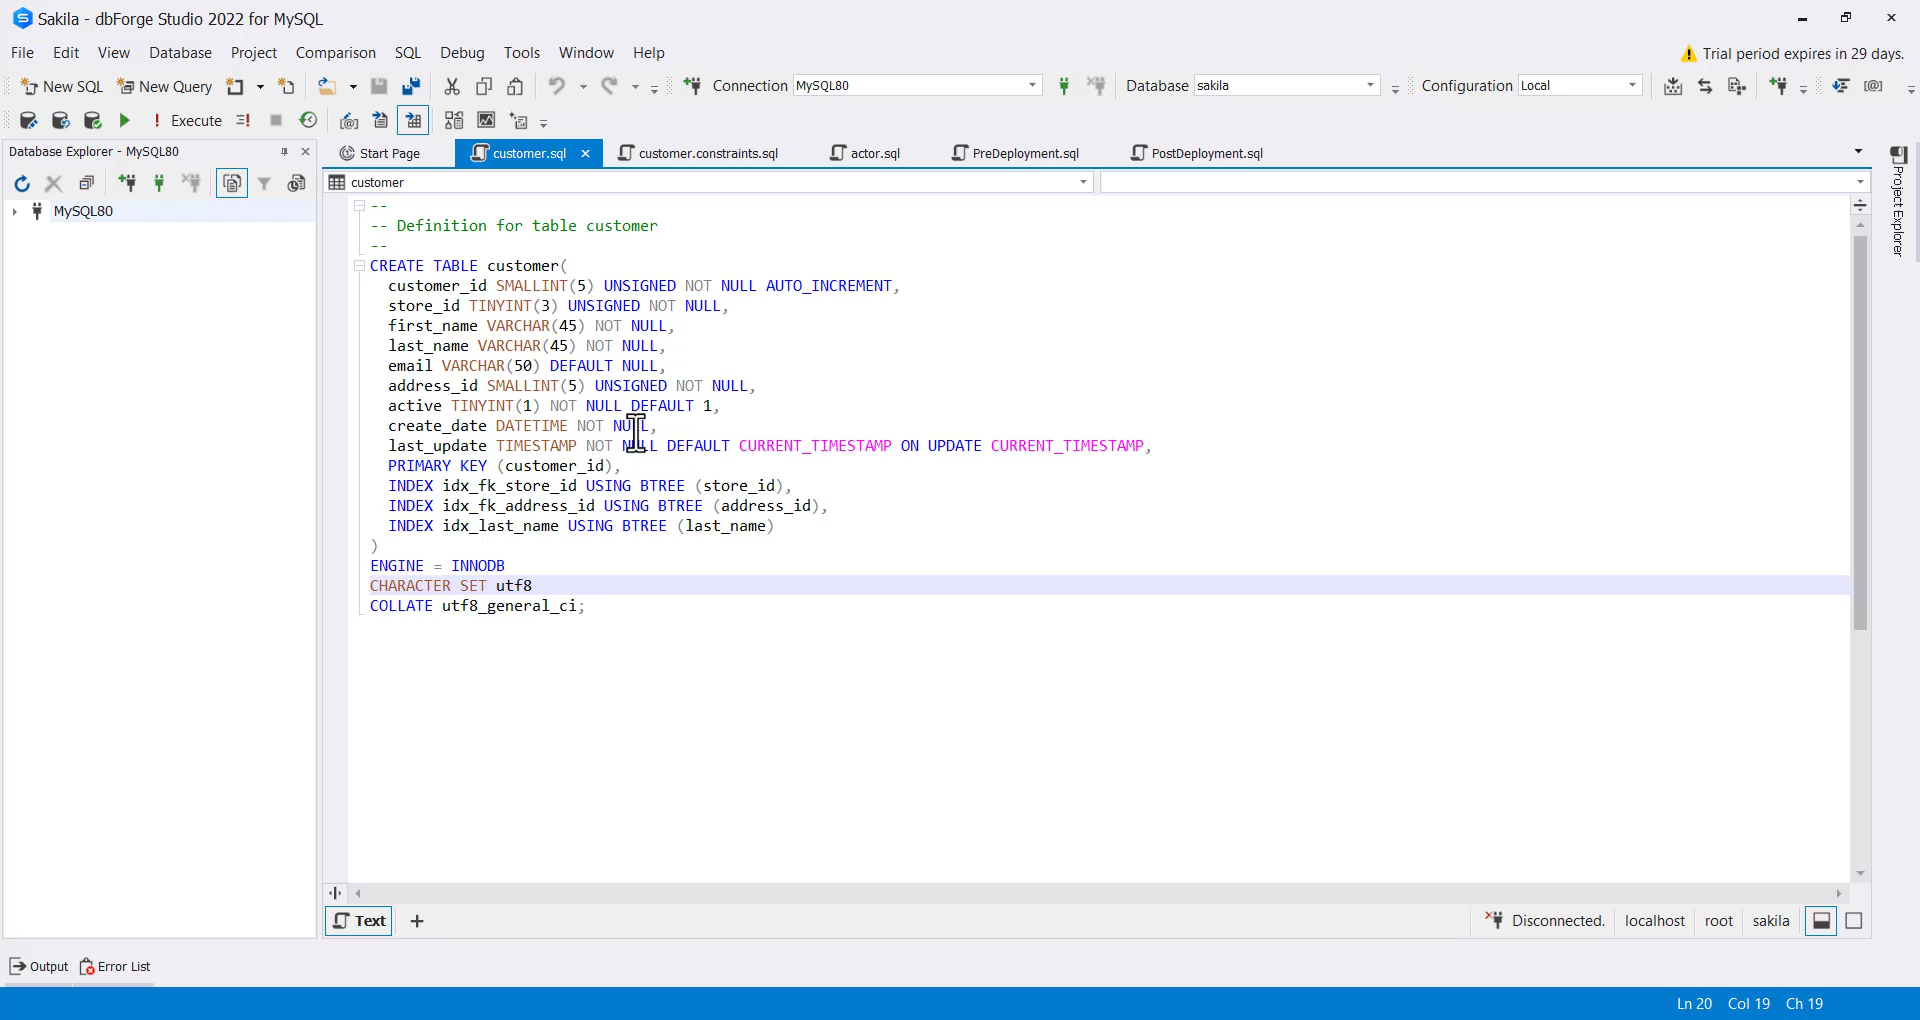 Sakila - dbForge Studio 2022 for MySQL
File Edit View Database Project Comparison SQL Debug Tools Window Help
Trial period expires in 29 days.
New SQL New Query Connection MySQL80 Database sakila Configuration Local
Execute
Database Explorer - MySQL80
Start Page customer.sql customer.constraints.sql actor.sql PreDeployment.sql PostDeployment.sql
Project Explorer
customer
MySQL80
--
-- Definition for table customer
--
CREATE TABLE customer(
customer_id SMALLINT(5) UNSIGNED NOT NULL AUTO_INCREMENT,
store_id TINYINT(3) UNSIGNED NOT NULL,
first_name VARCHAR(45) NOT NULL,
last_name VARCHAR(45) NOT NULL,
email VARCHAR(50) DEFAULT NULL,
address_id SMALLINT(5) UNSIGNED NOT NULL,
active TINYINT(1) NOT NULL DEFAULT 1,
create_date DATETIME NOT NULL,
last_update TIMESTAMP NOT NULL DEFAULT CURRENT_TIMESTAMP ON UPDATE CURRENT_TIMESTAMP,
PRIMARY KEY (customer_id),
INDEX idx_fk_store_id USING BTREE (store_id),
INDEX idx_fk_address_id USING BTREE (address_id),
INDEX idx_last_name USING BTREE (last_name)
)
ENGINE = INNODB
CHARACTER SET utf8
COLLATE utf8_general_ci;
Text
Disconnected. localhost root sakila
Output Error List
Ln 20 Col 19 Ch 19